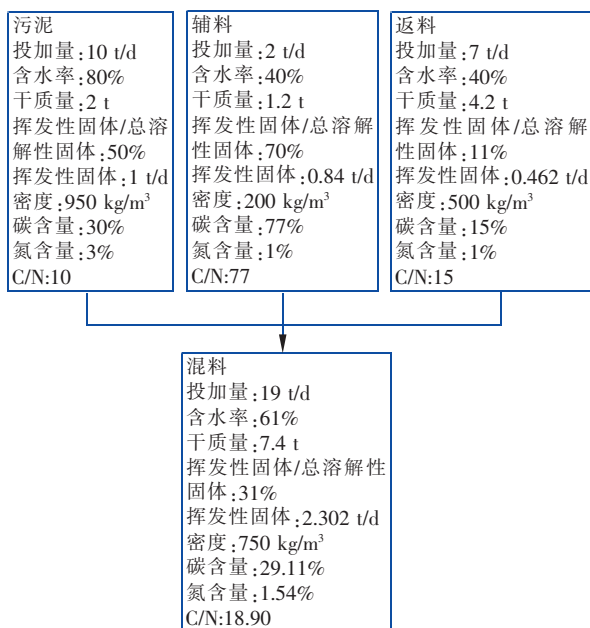 污泥
投加量:10 t/d
含水率:80%
干质量:2 t
挥发性固体/总溶
解性固体:50%
挥发性固体:1 t/d
密度:950 kg/m³
碳含量:30%
氮含量:3%
C/N:10
辅料
投加量:2 t/d
含水率:40%
干质量:1.2 t
挥发性固体/总溶解
性固体:70%
挥发性固体:0.84 t/d
密度:200 kg/m³
碳含量:77%
氮含量:1%
C/N:77
返料
投加量:7 t/d
含水率:40%
干质量:4.2 t
挥发性固体/总溶解
性固体:11%
挥发性固体:0.462 t/d
密度:500 kg/m³
碳含量:15%
氮含量:1%
C/N:15
混料
投加量:19 t/d
含水率:61%
干质量:7.4 t
挥发性固体/总溶解性
固体:31%
挥发性固体:2.302 t/d
密度:750 kg/m³
碳含量:29.11%
氮含量:1.54%
C/N:18.90